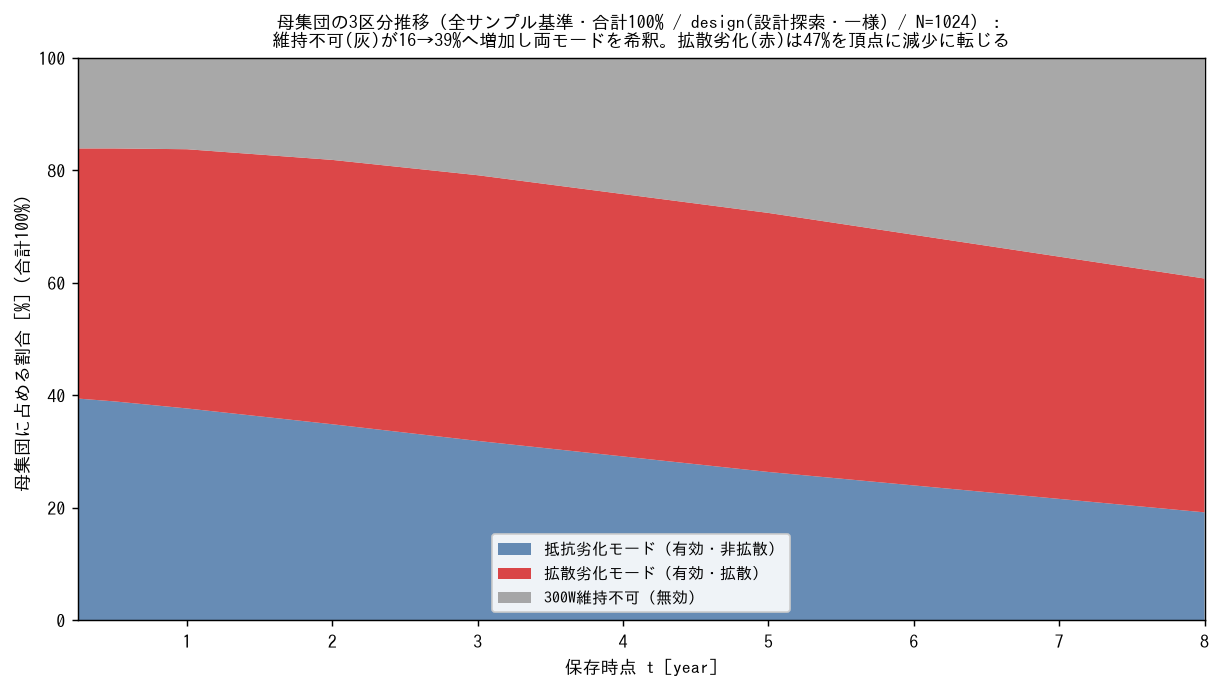 母集団の3区分推移 (全サンプル基準・合計100% / design(設計探索・一様) / N=1024) :
維持不可(灰)が16→39%へ増加し両モードを希釈。拡散劣化(赤)は47%を頂点に減少に転じる
母集団に占める割合 [%] (合計100%)
100
80
60
40
20
0
抵抗劣化モード (有効・非拡散)
拡散劣化モード (有効・拡散)
300W維持不可 (無効)
1 2 3 4 5 6 7 8
保存時点 t [year]